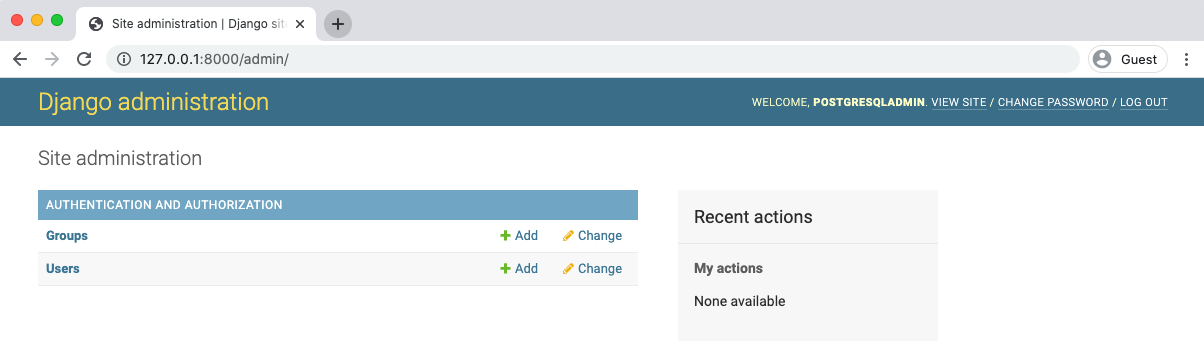 Site administration | Django sit
127.0.0.1:8000/admin/
Guest
Django administration
WELCOME, POSTGRESQLADMIN. VIEW SITE / CHANGE PASSWORD / LOG OUT
Site administration
AUTHENTICATION AND AUTHORIZATION
Groups Add Change
Users Add Change
Recent actions
My actions
None available